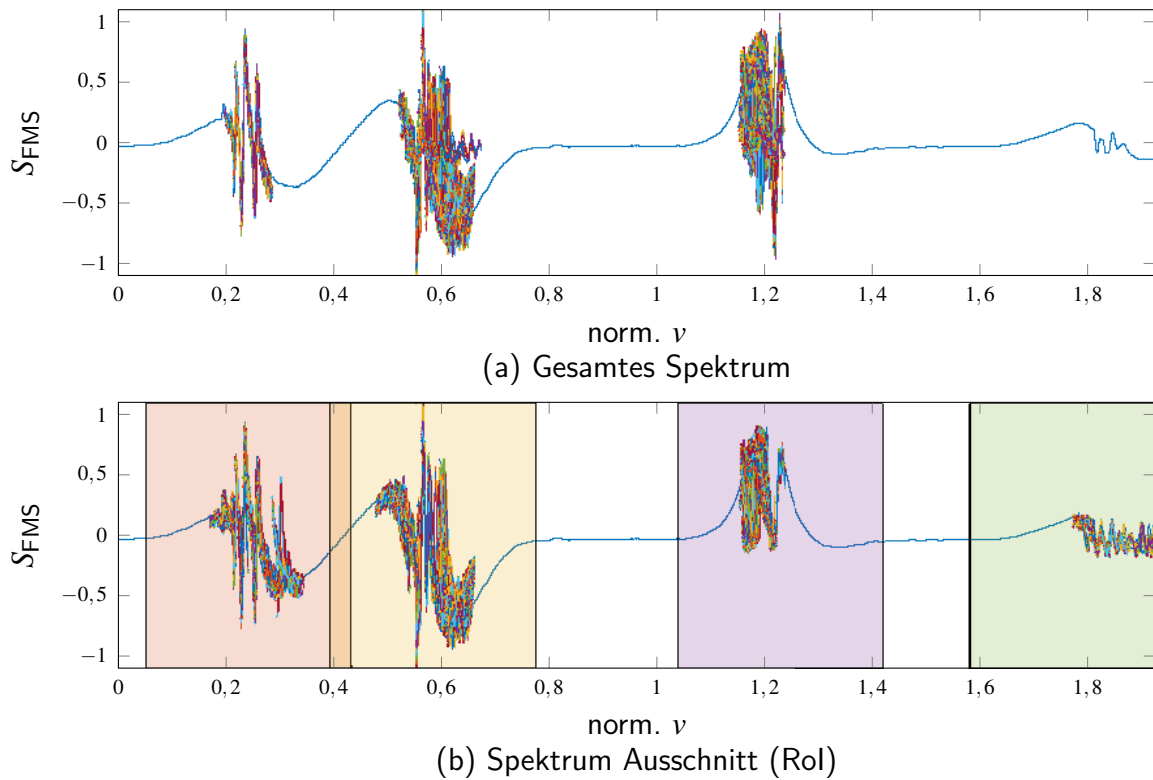 1
0,5
0
−0,5
−1
S_FMS
0 0,2 0,4 0,6 0,8 1 1,2 1,4 1,6 1,8
norm. ν
(a) Gesamtes Spektrum
1
0,5
0
−0,5
−1
S_FMS
0 0,2 0,4 0,6 0,8 1 1,2 1,4 1,6 1,8
norm. ν
(b) Spektrum Ausschnitt (RoI)